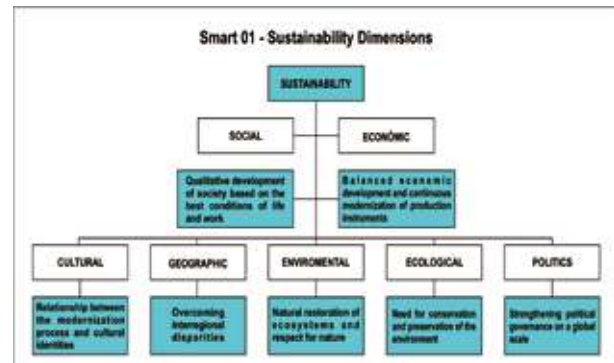 Smart 01 - Sustainability Dimensions
SUSTAINABILITY
SOCIAL
ECONÓMIC
Qualitative development
of society based on the
best conditions of life
and work
Balanced economic
development and continuous
modernization of production
instruments
CULTURAL
GEOGRAPHIC
ENVIROMENTAL
ECOLOGICAL
POLITICS
Relationship between
the modernization
process and cultural
identities
Overcoming
interregional
disparities
Natural restoration of
ecosystems and
respect for nature
Need for conservation
and preservation of the
environment
Strengthening political
governance on a global
scale